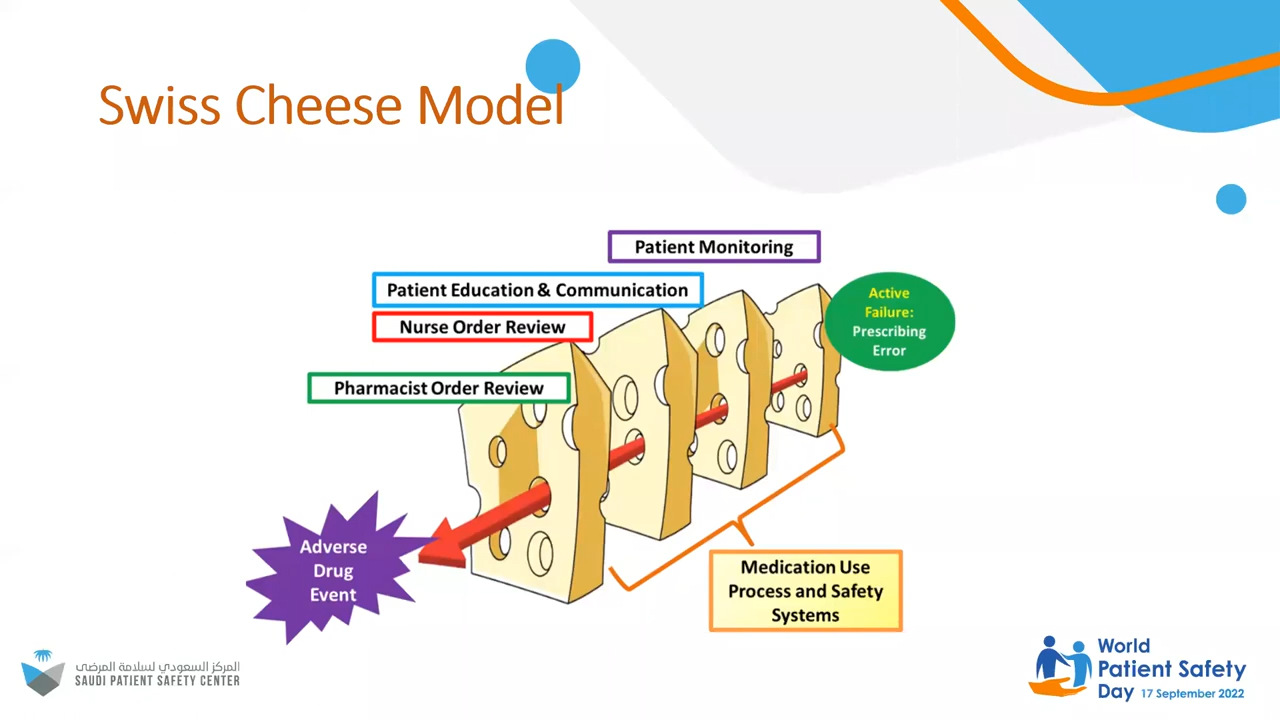 Swiss Cheese Model
Patient Monitoring
Patient Education & Communication
Nurse Order Review
Pharmacist Order Review
Active
Failure:
Prescribing
Error
Adverse
Drug
Event
Medication Use
Process and Safety
Systems
المركز السعودي لسلامة المرضى
SAUDI PATIENT SAFETY CENTER
World
Patient Safety
Day 17 September 2022